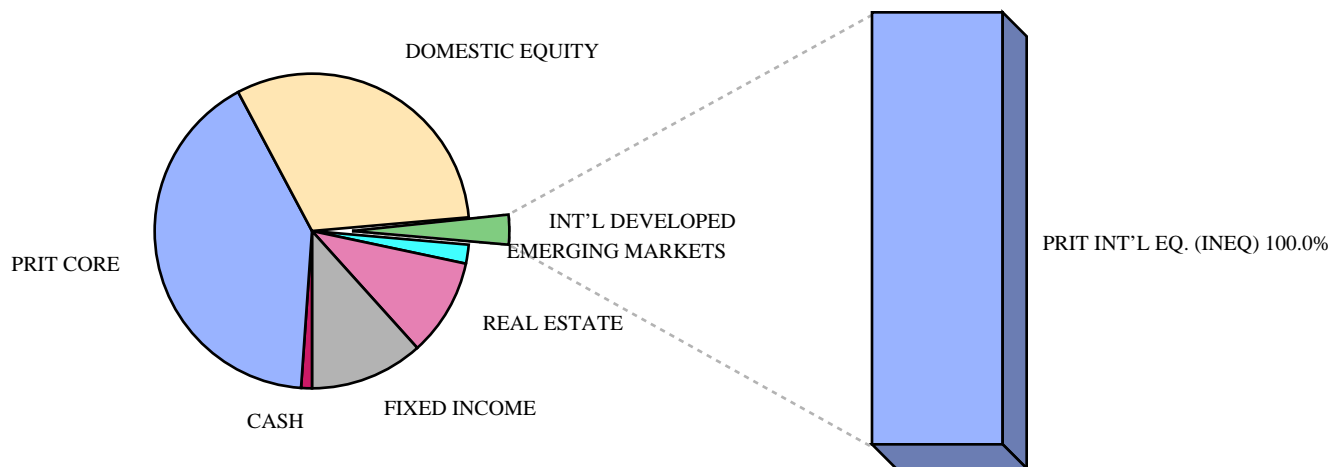 DOMESTIC EQUITY
INT’L DEVELOPED
EMERGING MARKETS
PRIT INT’L EQ. (INEQ) 100.0%
PRIT CORE
REAL ESTATE
FIXED INCOME
CASH